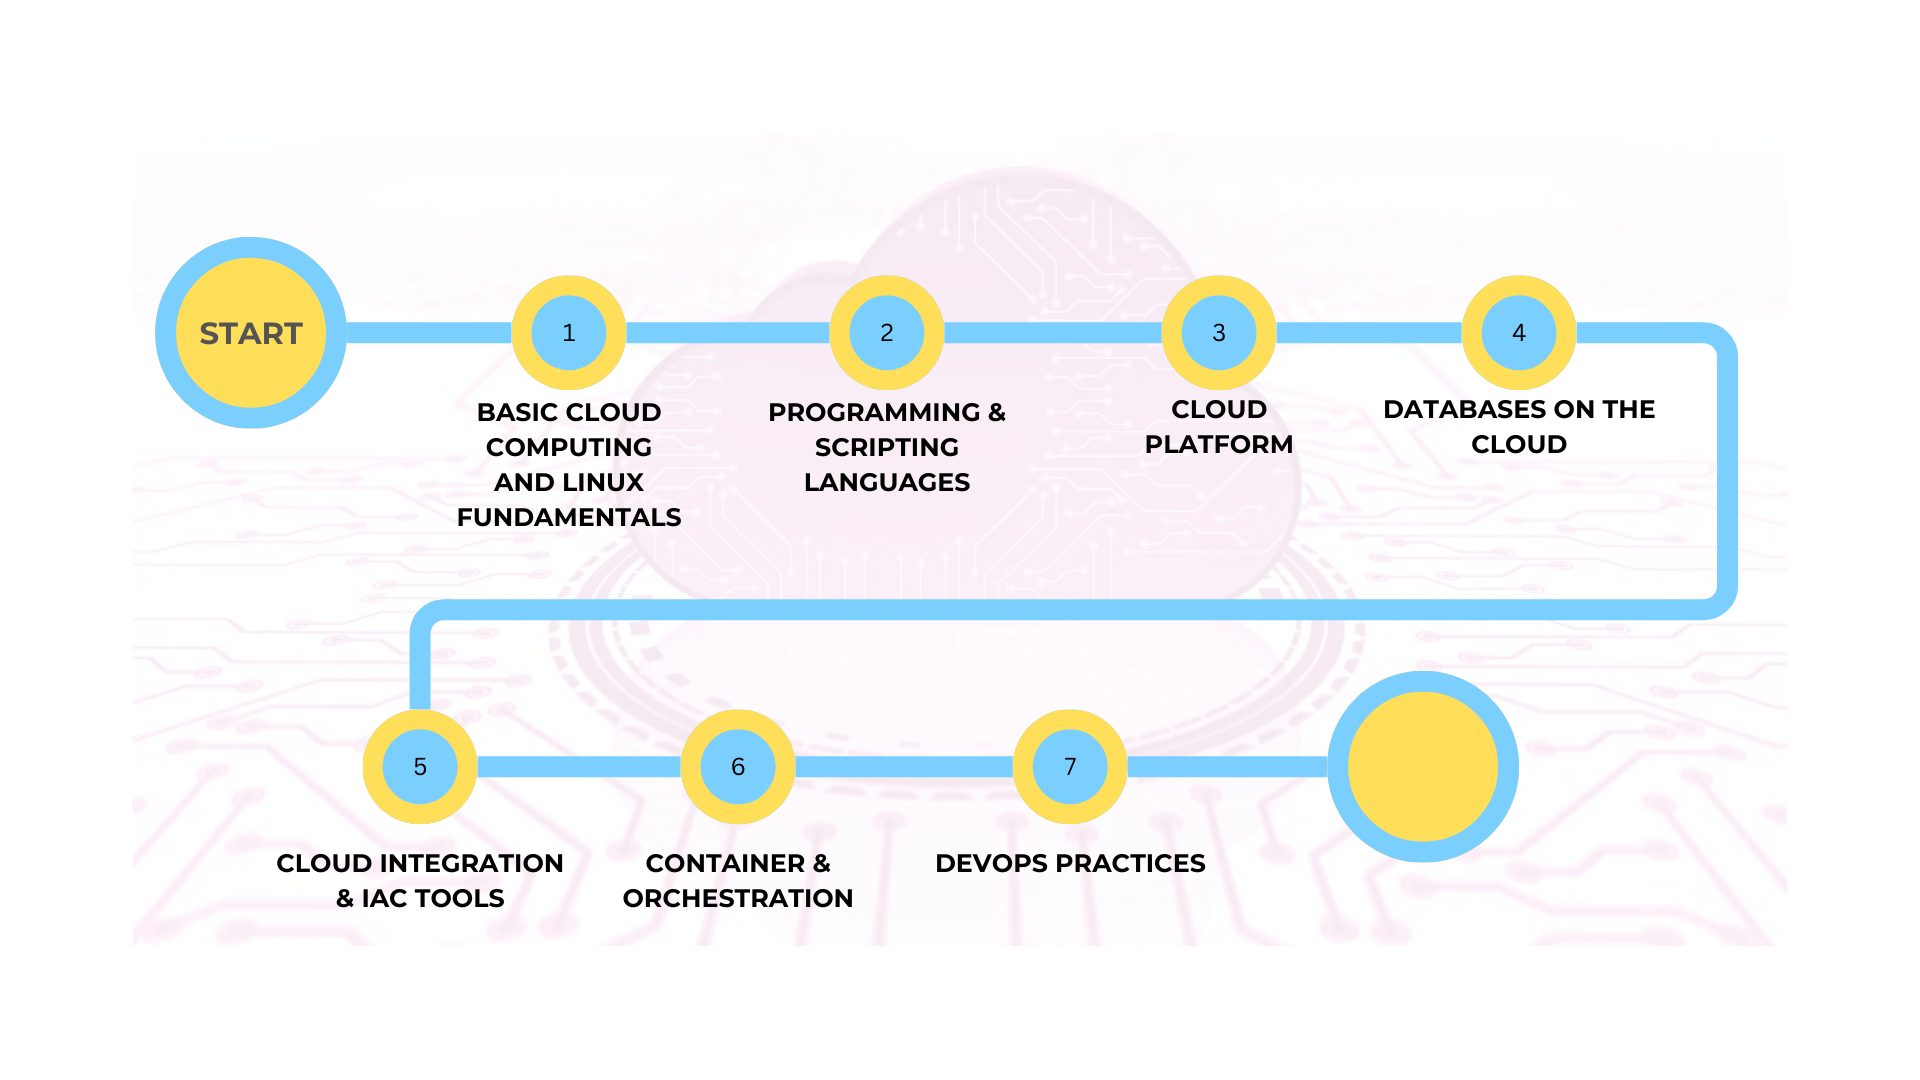 START
1
2
3
4
BASIC CLOUD
COMPUTING
AND LINUX
FUNDAMENTALS
PROGRAMMING &
SCRIPTING
LANGUAGES
CLOUD
PLATFORM
DATABASES ON THE
CLOUD
5
6
7
CLOUD INTEGRATION
& IAC TOOLS
CONTAINER &
ORCHESTRATION
DEVOPS PRACTICES